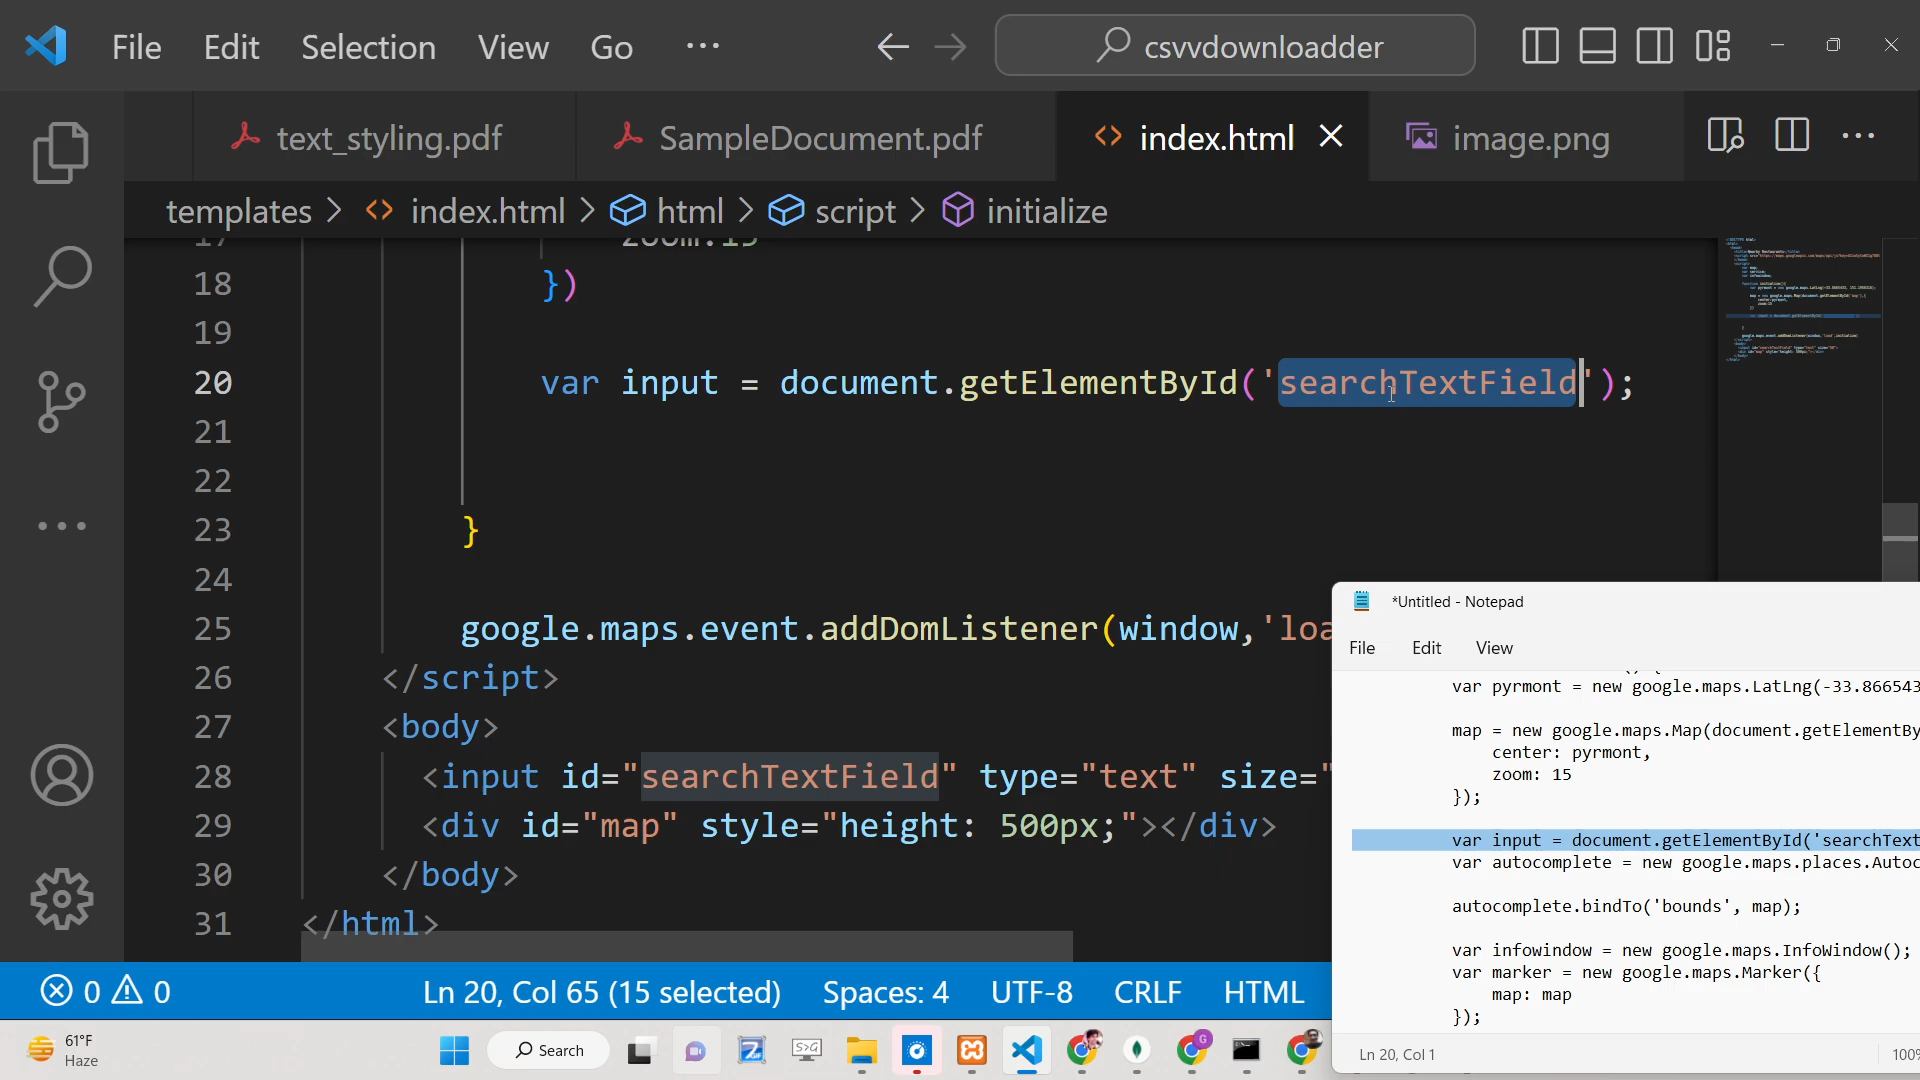 File Edit Selection View Go ··· csvvdownloadder
text_styling.pdf SampleDocument.pdf index.html image.png
templates > index.html > html > script > initialize
17 zoom:15
18 })
19
20 var input = document.getElementById('searchTextField');
21
22
23 }
24
25 google.maps.event.addDomListener(window,'loa
26 </script>
27 <body>
28 <input id="searchTextField" type="text" size="
29 <div id="map" style="height: 500px;"></div>
30 </body>
31 </html>
0 0 Ln 20, Col 65 (15 selected) Spaces: 4 UTF-8 CRLF HTML
*Untitled - Notepad
File Edit View
var pyrmont = new google.maps.LatLng(-33.866543
map = new google.maps.Map(document.getElementBy
center: pyrmont,
zoom: 15
});
var input = document.getElementById('searchText
var autocomplete = new google.maps.places.Autoc
autocomplete.bindTo('bounds', map);
var infowindow = new google.maps.InfoWindow();
var marker = new google.maps.Marker({
map: map
});
Ln 20, Col 1 100%
61°F
Haze
Search